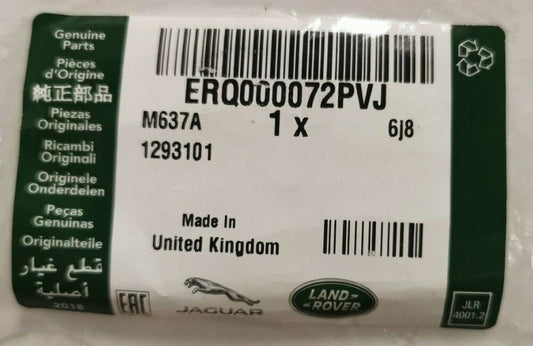 Genuine
Parts
Pièces
d'Origine
純正部品
Piezas
Originales
Ricambi
Originali
Originele
Onderdelen
Peças
Genuínas
Originalteile
قطع غيار
أصلية
2016
ERQ000072PVJ
M637A
1 x
6j8
1293101
Made In
United Kingdom
EAC
JAGUAR
LAND-
-ROVER
JLR
4001.2